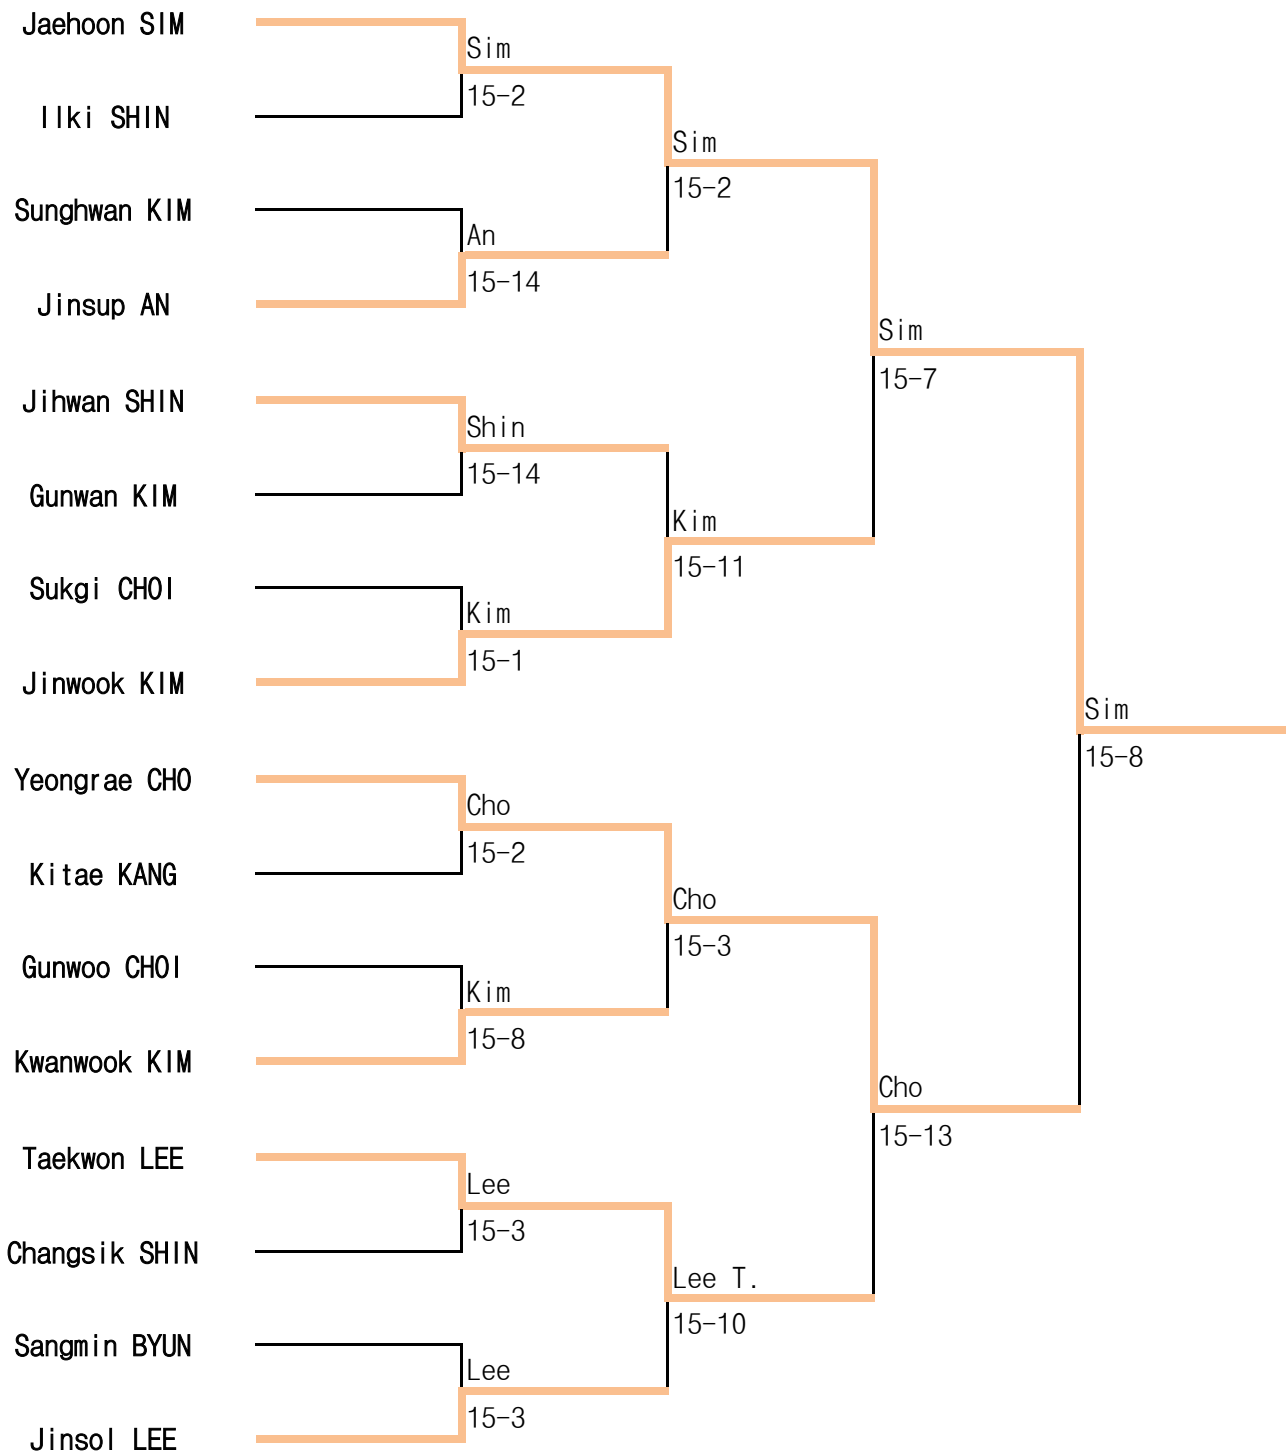 Jaehoon SIM
Sim
15-2
Ilki SHIN
Sim
15-2
Sunghwan KIM
An
15-14
Jinsup AN
Sim
15-7
Jihwan SHIN
Shin
15-14
Gunwan KIM
Kim
15-11
Sukgi CHOI
Kim
15-1
Jinwook KIM
Sim
15-8
Yeongrae CHO
Cho
15-2
Kitae KANG
Cho
15-3
Gunwoo CHOI
Kim
15-8
Kwanwook KIM
Cho
15-13
Taekwon LEE
Lee
15-3
Changsik SHIN
Lee T.
15-10
Sangmin BYUN
Lee
15-3
Jinsol LEE